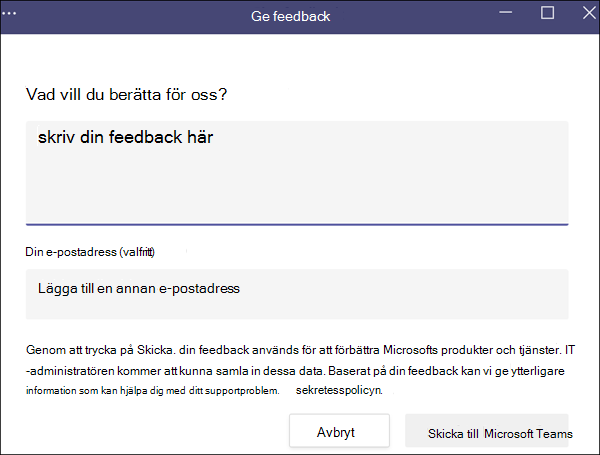 Ge feedback
Vad vill du berätta för oss?
skriv din feedback här
Din e-postadress (valfritt)
Lägga till en annan e-postadress
Genom att trycka på Skicka. din feedback används för att förbättra Microsofts produkter och tjänster. IT
-administratören kommer att kunna samla in dessa data. Baserat på din feedback kan vi ge ytterligare
information som kan hjälpa dig med ditt supportproblem. sekretesspolicyn.
Avbryt
Skicka till Microsoft Teams